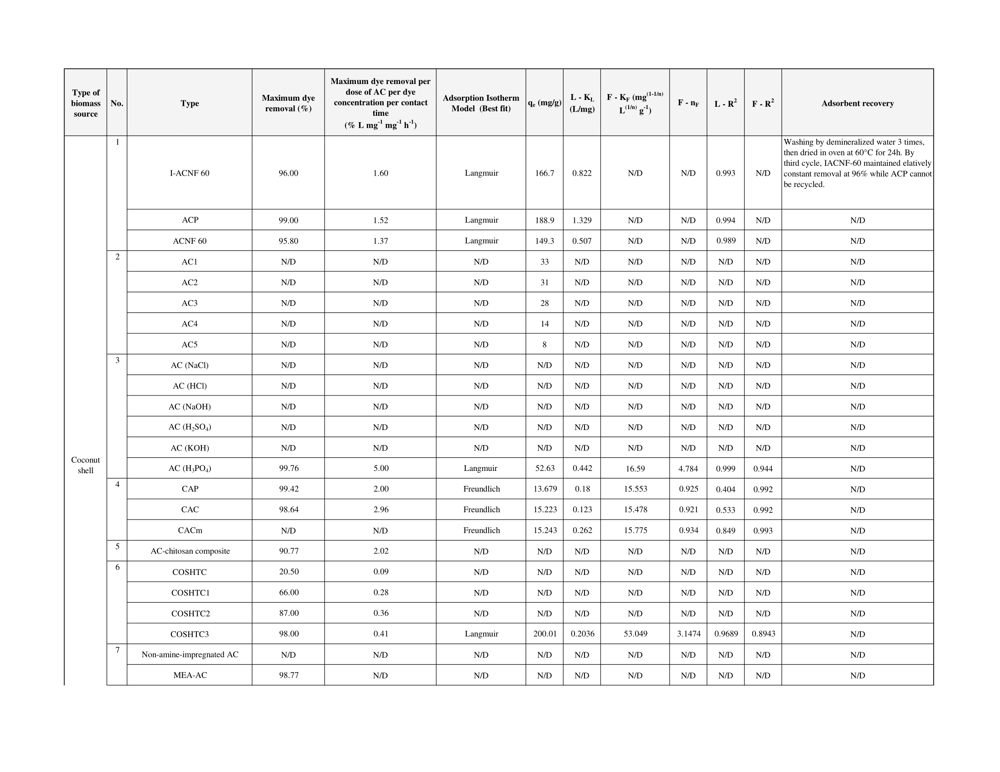 Type of biomass source | No. | Type | Maximum dye removal (%) | Maximum dye removal per dose of AC per dye concentration per contact time (% L mg⁻¹ mg⁻¹ h⁻¹) | Adsorption Isotherm Model (Best fit) | qₑ (mg/g) | L - K_L (L/mg) | F - K_F (mg^(1-1/n) L^(1/n) g⁻¹) | F - n_F | L - R² | F - R² | Adsorbent recovery
Coconut shell
1 | I-ACNF 60 | 96.00 | 1.60 | Langmuir | 166.7 | 0.822 | N/D | N/D | 0.993 | N/D | Washing by demineralized water 3 times, then dried in oven at 60°C for 24h. By third cycle, IACNF-60 maintained elatively constant removal at 96% while ACP cannot be recycled.
ACP | 99.00 | 1.52 | Langmuir | 188.9 | 1.329 | N/D | N/D | 0.994 | N/D | N/D
ACNF 60 | 95.80 | 1.37 | Langmuir | 149.3 | 0.507 | N/D | N/D | 0.989 | N/D | N/D
2 | AC1 | N/D | N/D | N/D | 33 | N/D | N/D | N/D | N/D | N/D | N/D
AC2 | N/D | N/D | N/D | 31 | N/D | N/D | N/D | N/D | N/D | N/D
AC3 | N/D | N/D | N/D | 28 | N/D | N/D | N/D | N/D | N/D | N/D
AC4 | N/D | N/D | N/D | 14 | N/D | N/D | N/D | N/D | N/D | N/D
AC5 | N/D | N/D | N/D | 8 | N/D | N/D | N/D | N/D | N/D | N/D
3 | AC (NaCl) | N/D | N/D | N/D | N/D | N/D | N/D | N/D | N/D | N/D | N/D
AC (HCl) | N/D | N/D | N/D | N/D | N/D | N/D | N/D | N/D | N/D | N/D
AC (NaOH) | N/D | N/D | N/D | N/D | N/D | N/D | N/D | N/D | N/D | N/D
AC (H₂SO₄) | N/D | N/D | N/D | N/D | N/D | N/D | N/D | N/D | N/D | N/D
AC (KOH) | N/D | N/D | N/D | N/D | N/D | N/D | N/D | N/D | N/D | N/D
AC (H₃PO₄) | 99.76 | 5.00 | Langmuir | 52.63 | 0.442 | 16.59 | 4.784 | 0.999 | 0.944 | N/D
4 | CAP | 99.42 | 2.00 | Freundlich | 13.679 | 0.18 | 15.553 | 0.925 | 0.404 | 0.992 | N/D
CAC | 98.64 | 2.96 | Freundlich | 15.223 | 0.123 | 15.478 | 0.921 | 0.533 | 0.992 | N/D
CACm | N/D | N/D | Freundlich | 15.243 | 0.262 | 15.775 | 0.934 | 0.849 | 0.993 | N/D
5 | AC-chitosan composite | 90.77 | 2.02 | N/D | N/D | N/D | N/D | N/D | N/D | N/D | N/D
6 | COSHTC | 20.50 | 0.09 | N/D | N/D | N/D | N/D | N/D | N/D | N/D | N/D
COSHTC1 | 66.00 | 0.28 | N/D | N/D | N/D | N/D | N/D | N/D | N/D | N/D
COSHTC2 | 87.00 | 0.36 | N/D | N/D | N/D | N/D | N/D | N/D | N/D | N/D
COSHTC3 | 98.00 | 0.41 | Langmuir | 200.01 | 0.2036 | 53.049 | 3.1474 | 0.9689 | 0.8943 | N/D
7 | Non-amine-impregnated AC | N/D | N/D | N/D | N/D | N/D | N/D | N/D | N/D | N/D | N/D
MEA-AC | 98.77 | N/D | N/D | N/D | N/D | N/D | N/D | N/D | N/D | N/D